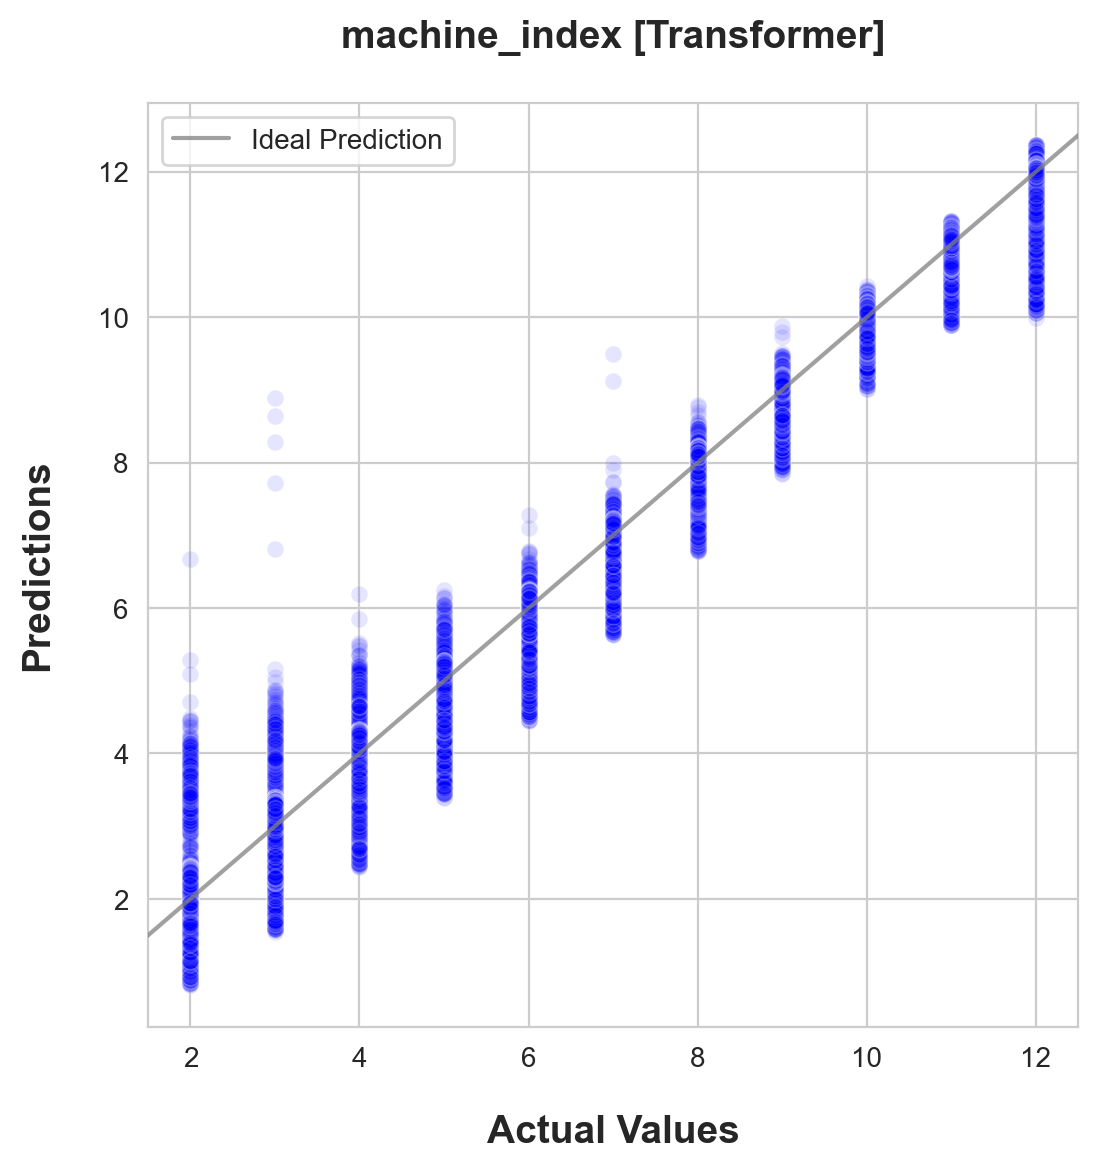 machine_index [Transformer]
Ideal Prediction
12
10
8
6
4
2
Predictions
2 4 6 8 10 12
Actual Values